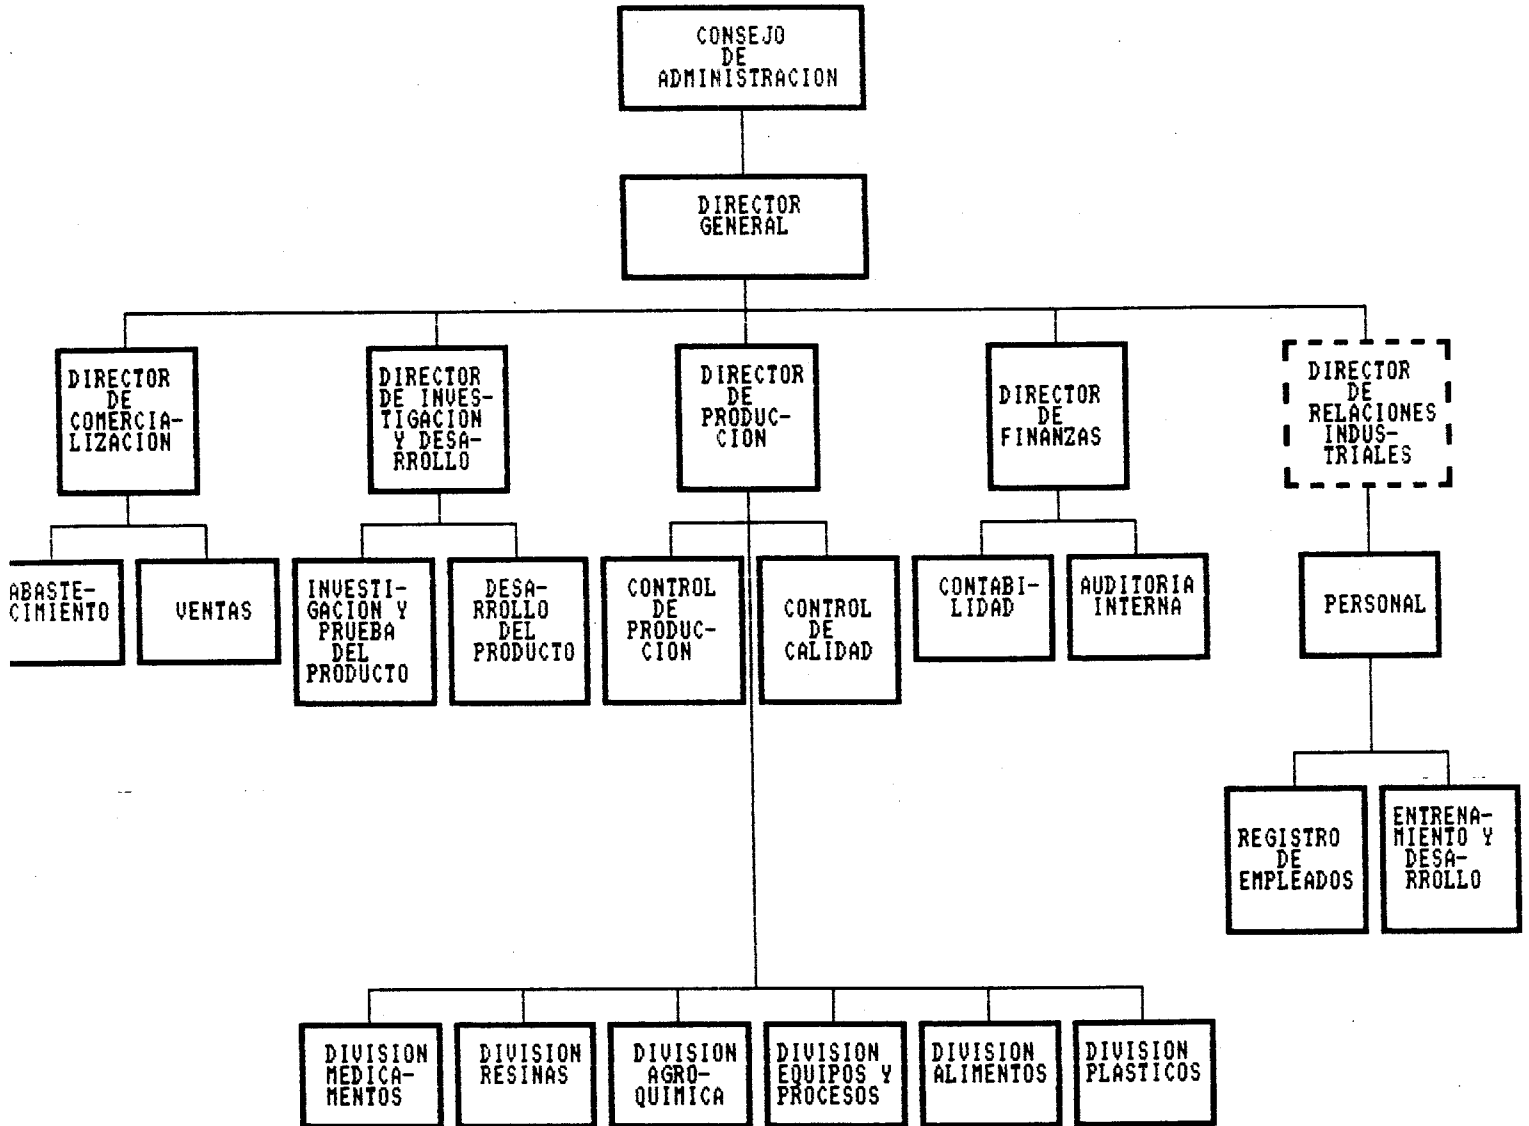 CONSEJO
DE
ADMINISTRACION
DIRECTOR
GENERAL
DIRECTOR
DE
COMERCIA-
LIZACION
DIRECTOR
DE INVES-
TIGACION
Y DESA-
RROLLO
DIRECTOR
DE
PRODUC-
CION
DIRECTOR
DE
FINANZAS
DIRECTOR
DE
RELACIONES
INDUS-
TRIALES
ABASTE-
CIMIENTO
VENTAS
INVESTI-
GACION Y
PRUEBA
DEL
PRODUCTO
DESA-
RROLLO
DEL
PRODUCTO
CONTROL
DE
PRODUC-
CION
CONTROL
DE
CALIDAD
CONTABI-
LIDAD
AUDITORIA
INTERNA
PERSONAL
REGISTRO
DE
EMPLEADOS
ENTRENA-
MIENTO Y
DESA-
RROLLO
DIVISION
MEDICA-
MENTOS
DIVISION
RESINAS
DIVISION
AGRO-
QUIMICA
DIVISION
EQUIPOS Y
PROCESOS
DIVISION
ALIMENTOS
DIVISION
PLASTICOS